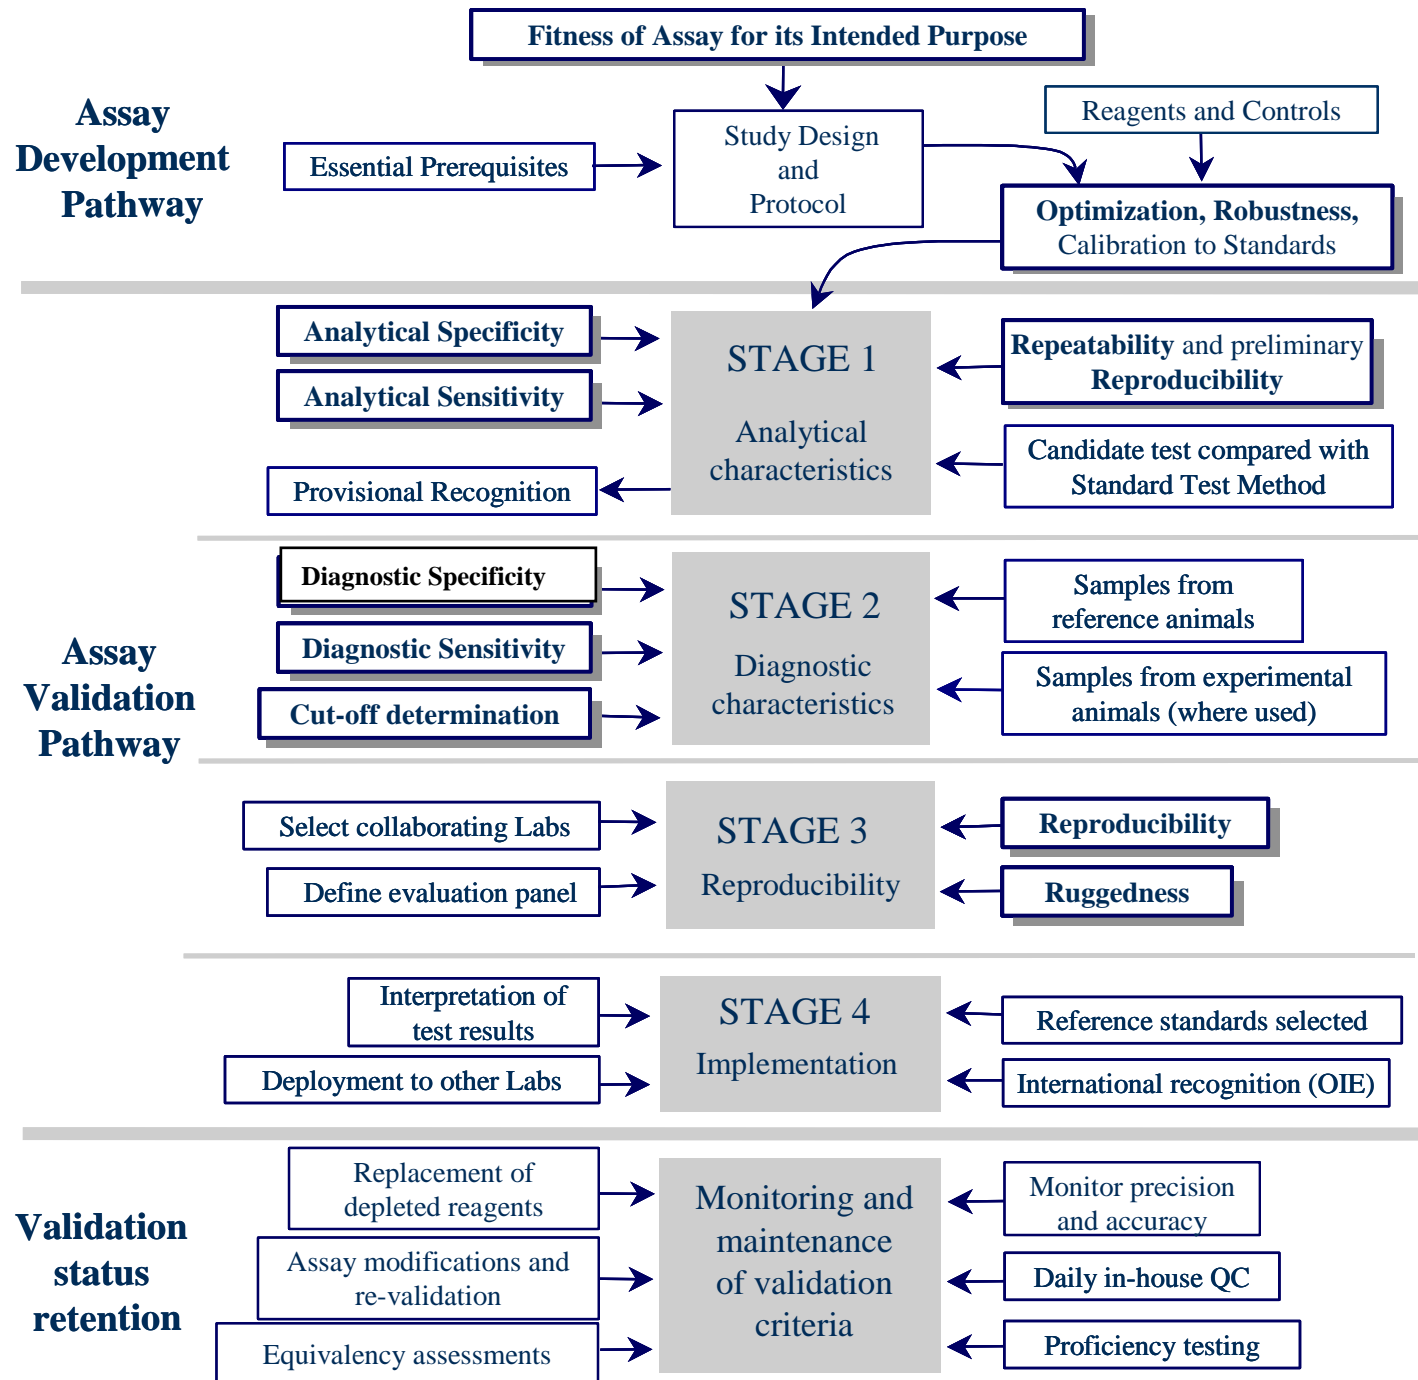 Fitness of Assay for its Intended Purpose
Assay
Development
Pathway
Essential Prerequisites
Study Design
and
Protocol
Reagents and Controls
Optimization, Robustness,
Calibration to Standards
Analytical Specificity
Analytical Sensitivity
Provisional Recognition
STAGE 1
Analytical
characteristics
Repeatability and preliminary
Reproducibility
Candidate test compared with
Standard Test Method
Assay
Validation
Pathway
Diagnostic Specificity
Diagnostic Sensitivity
Cut-off determination
STAGE 2
Diagnostic
characteristics
Samples from
reference animals
Samples from experimental
animals (where used)
Select collaborating Labs
Define evaluation panel
STAGE 3
Reproducibility
Reproducibility
Ruggedness
Interpretation of
test results
Deployment to other Labs
STAGE 4
Implementation
Reference standards selected
International recognition (OIE)
Validation
status
retention
Replacement of
depleted reagents
Assay modifications and
re-validation
Equivalency assessments
Monitoring and
maintenance
of validation
criteria
Monitor precision
and accuracy
Daily in-house QC
Proficiency testing